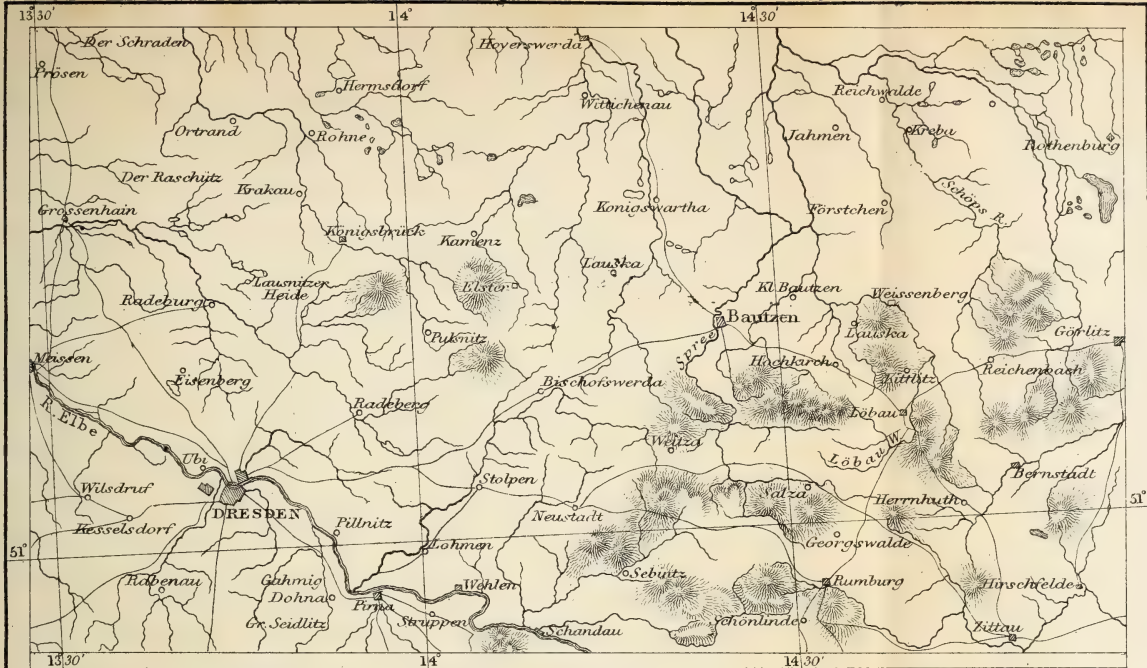 13°30'
14°
14°30'
Der Schraden
Hoyerswerda
Prösen
Hermsdorf
Reichwalde
Wittichenau
Ortrand
Rohne
Jahmen
Kreba
Rothenburg
Der Raschütz
Krakau
Schöps R.
Grossenhain
Konigswartha
Förstchen
Königsbrück
Kamenz
Lauska
Lausnitzer
Heide
Elster
Kl Bautzen
Weissenberg
Radeburg
Bautzen
Pulsnitz
Spree
Lauska
Görlitz
Meissen
Hochkirch
Reichenbach
Eisenberg
Kittlitz
Bischofswerda
R. Elbe
Radeberg
Löbau
Weitza
Löbau W.
Ubi
Stolpen
Bernstadt
Wilsdruf
Salza
Herrnhuth
51°
DRESDEN
Neustadt
Kesselsdorf
Pillnitz
Georgswalde
51°
Lohmen
Rabenau
Gahmig
Wehlen
Sebnitz
Rumburg
Hirschfelde
Dohna
Pirna
Gr. Seidlitz
Struppen
Schandau
Schönlinde
Zittau
13°30'
14°
14°30'